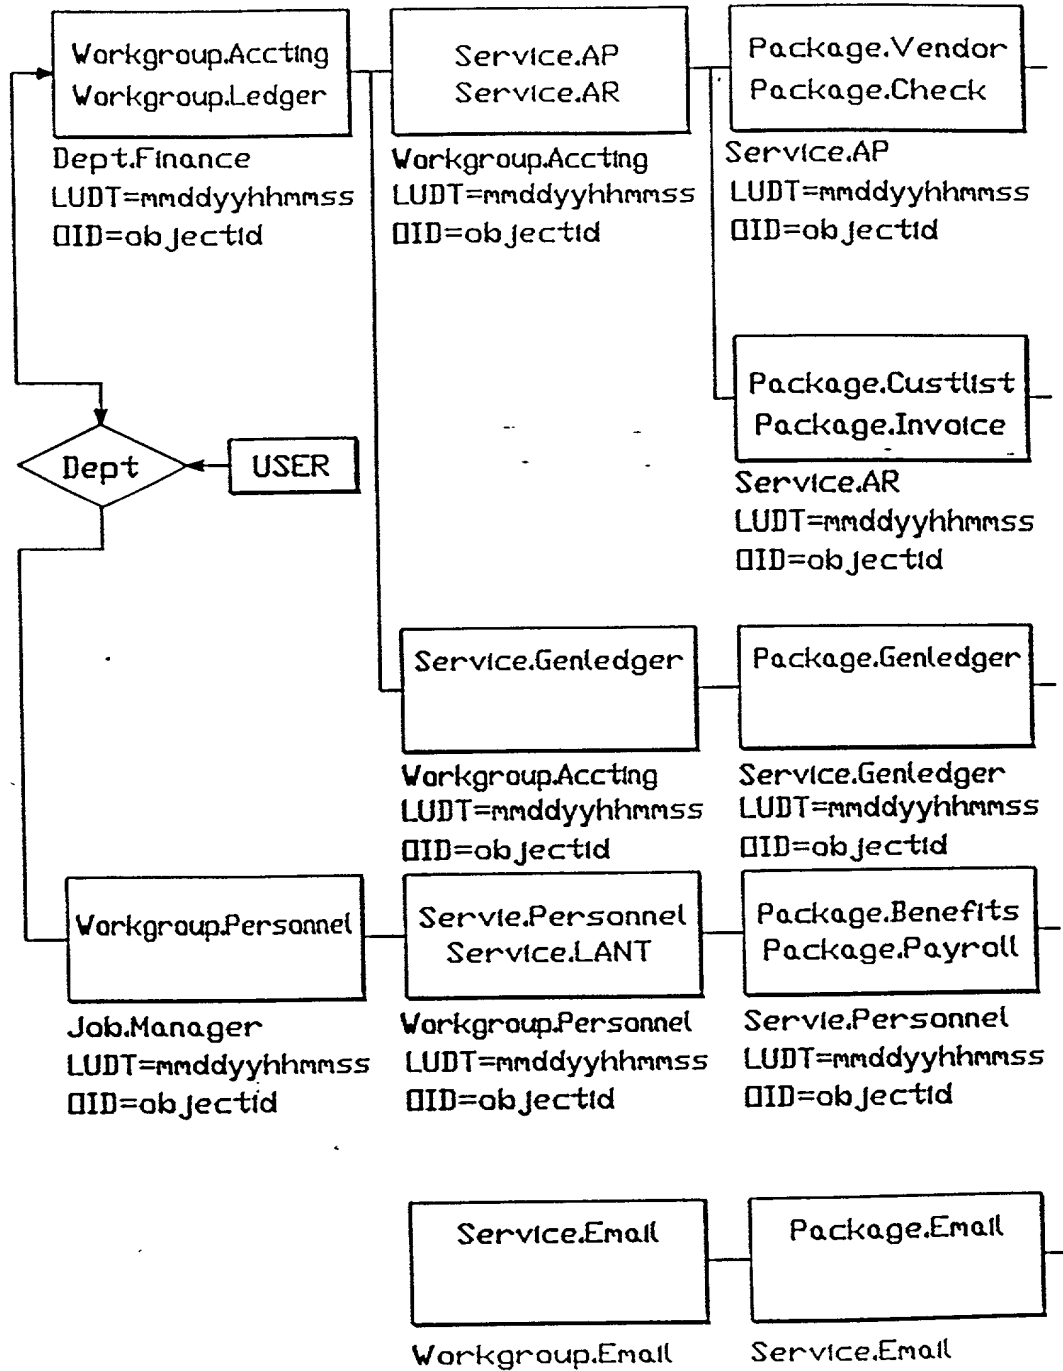 Workgroup.Accting
Workgroup.Ledger
Dept.Finance
LUDT=mmddyyhhmmss
OID=objectid
Service.AP
Service.AR
Workgroup.Accting
LUDT=mmddyyhhmmss
OID=objectid
Package.Vendor
Package.Check
Service.AP
LUDT=mmddyyhhmmss
OID=objectid
Package.Custlist
Package.Invoice
Service.AR
LUDT=mmddyyhhmmss
OID=objectid
Dept
USER
Service.Genledger
Workgroup.Accting
LUDT=mmddyyhhmmss
OID=objectid
Package.Genledger
Service.Genledger
LUDT=mmddyyhhmmss
OID=objectid
Workgroup.Personnel
Job.Manager
LUDT=mmddyyhhmmss
OID=objectid
Servie.Personnel
Service.LANT
Workgroup.Personnel
LUDT=mmddyyhhmmss
OID=objectid
Package.Benefits
Package.Payroll
Servie.Personnel
LUDT=mmddyyhhmmss
OID=objectid
Service.Email
Workgroup.Email
Package.Email
Service.Email